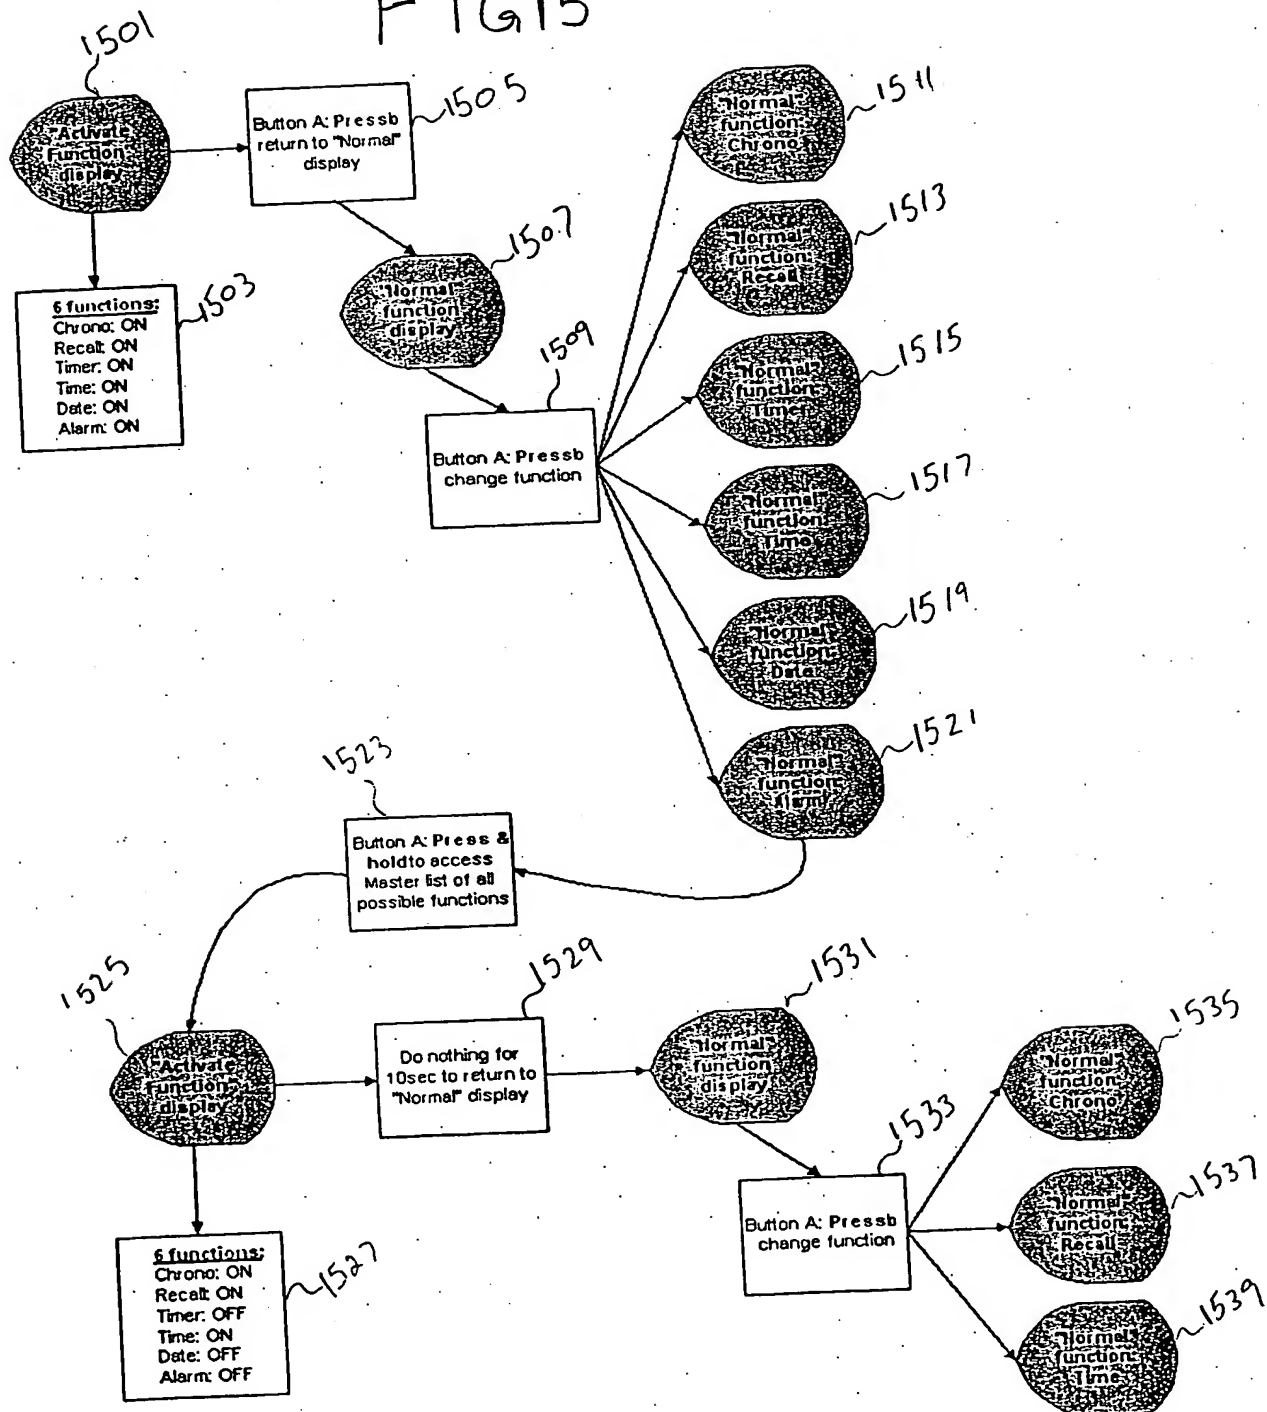 FIG 15
1501
"Activate
Function
display
1505
Button A: Pressb
return to "Normal"
display
1503
6 functions:
Chrono: ON
Recall: ON
Timer: ON
Time: ON
Date: ON
Alarm: ON
1507
"Normal"
function
display
1509
Button A: Pressb
change function
1511
"Normal"
function:
Chrono
1513
"Normal"
function:
Recall
1515
"Normal"
function:
Timer
1517
"Normal"
function:
Time
1519
"Normal"
function:
Date
1521
"Normal"
function:
Alarm
1523
Button A: Press &
holdto access
Master list of all
possible functions
1525
"Activate
function"
display
1529
Do nothing for
10sec to return to
"Normal" display
1531
"Normal"
function
display
1527
6 functions:
Chrono: ON
Recall: ON
Timer: OFF
Time: ON
Date: OFF
Alarm: OFF
1533
Button A: Pressb
change function
1535
"Normal"
function:
Chrono
1537
"Normal"
function:
Recall
1539
"Normal"
function:
Time